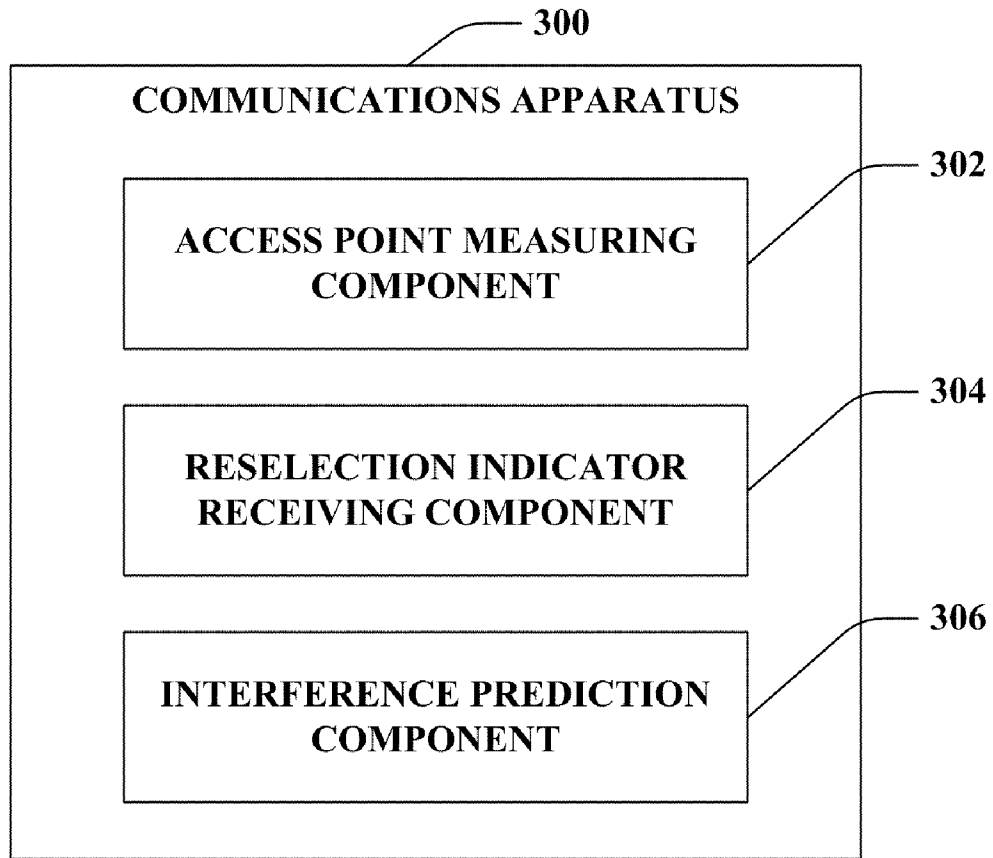 300
COMMUNICATIONS APPARATUS
302
ACCESS POINT MEASURING
COMPONENT
304
RESELECTION INDICATOR
RECEIVING COMPONENT
306
INTERFERENCE PREDICTION
COMPONENT